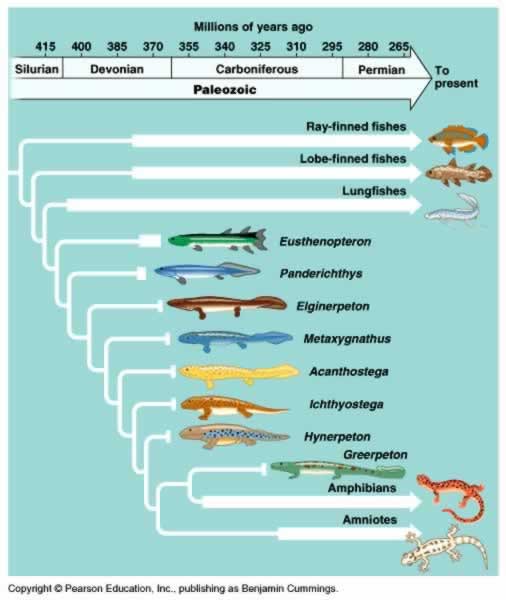 Millions of years ago
415 400 385 370 355 340 325 310 295 280 265
Silurian Devonian Carboniferous Permian To present
Paleozoic
Ray-finned fishes
Lobe-finned fishes
Lungfishes
Eusthenopteron
Panderichthys
Elginerpeton
Metaxygnathus
Acanthostega
Ichthyostega
Hynerpeton
Greerpeton
Amphibians
Amniotes
Copyright © Pearson Education, Inc., publishing as Benjamin Cummings.